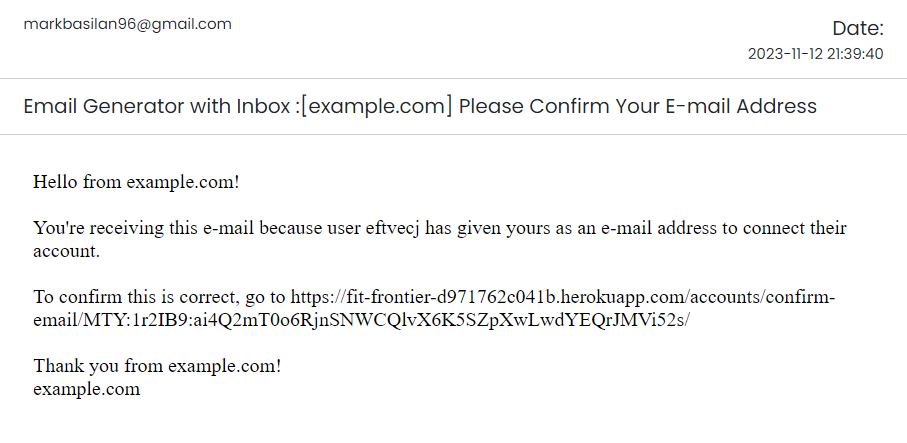 markbasilan96@gmail.com
Date:
2023-11-12 21:39:40
Email Generator with Inbox :[example.com] Please Confirm Your E-mail Address
Hello from example.com!
You're receiving this e-mail because user eftvecj has given yours as an e-mail address to connect their
account.
To confirm this is correct, go to https://fit-frontier-d971762c041b.herokuapp.com/accounts/confirm-
email/MTY:1r2IB9:ai4Q2mT0o6RjnSNWCQlvX6K5SZpXwLwdYEQrJMVi52s/
Thank you from example.com!
example.com